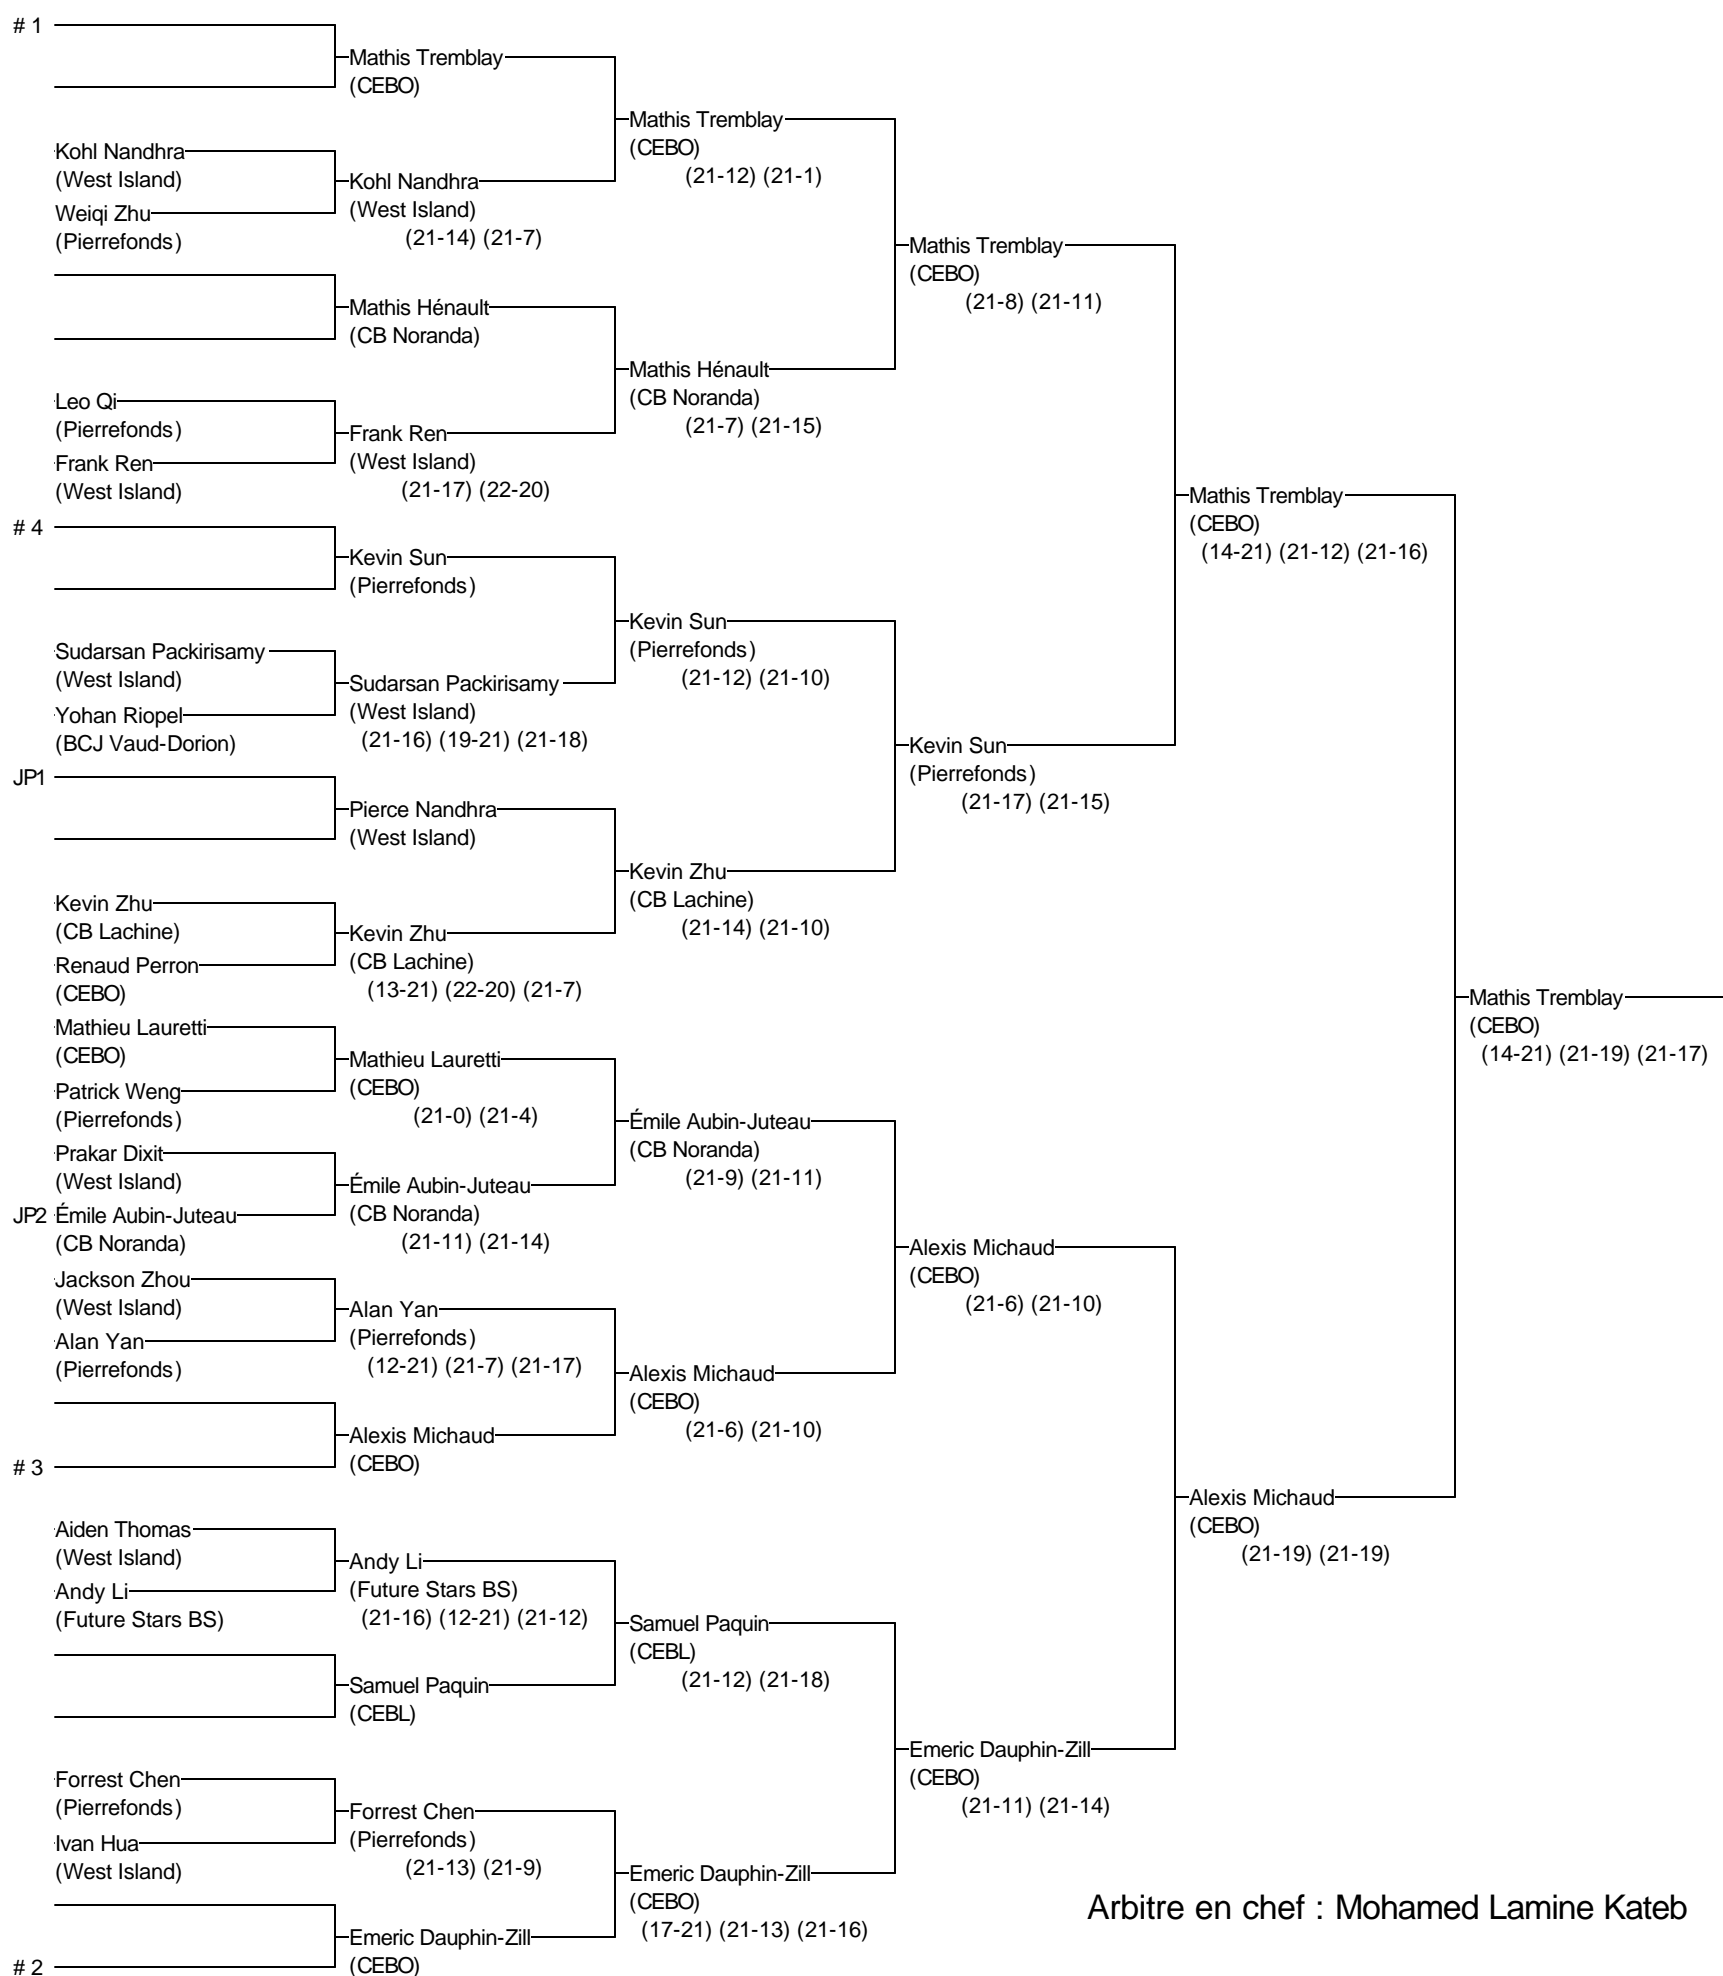 # 1
Mathis Tremblay
(CEBO)
Mathis Tremblay
(CEBO)
(21-12) (21-1)
Kohl Nandhra
(West Island)
Weiqi Zhu
(Pierrefonds)
Kohl Nandhra
(West Island)
(21-14) (21-7)
Mathis Tremblay
(CEBO)
(21-8) (21-11)
Mathis Hénault
(CB Noranda)
Mathis Hénault
(CB Noranda)
(21-7) (21-15)
Leo Qi
(Pierrefonds)
Frank Ren
(West Island)
Frank Ren
(West Island)
(21-17) (22-20)
Mathis Tremblay
(CEBO)
(14-21) (21-12) (21-16)
# 4
Kevin Sun
(Pierrefonds)
Kevin Sun
(Pierrefonds)
(21-12) (21-10)
Sudarsan Packirisamy
(West Island)
Yohan Riopel
(BCJ Vaud-Dorion)
Sudarsan Packirisamy
(West Island)
(21-16) (19-21) (21-18)
Kevin Sun
(Pierrefonds)
(21-17) (21-15)
JP1
Pierce Nandhra
(West Island)
Kevin Zhu
(CB Lachine)
(21-14) (21-10)
Kevin Zhu
(CB Lachine)
Renaud Perron
(CEBO)
Kevin Zhu
(CB Lachine)
(13-21) (22-20) (21-7)
Mathis Tremblay
(CEBO)
(14-21) (21-19) (21-17)
Mathieu Lauretti
(CEBO)
Patrick Weng
(Pierrefonds)
Mathieu Lauretti
(CEBO)
(21-0) (21-4)
Émile Aubin-Juteau
(CB Noranda)
(21-9) (21-11)
Prakar Dixit
(West Island)
JP2 Émile Aubin-Juteau
(CB Noranda)
Émile Aubin-Juteau
(CB Noranda)
(21-11) (21-14)
Alexis Michaud
(CEBO)
(21-6) (21-10)
Jackson Zhou
(West Island)
Alan Yan
(Pierrefonds)
Alan Yan
(Pierrefonds)
(12-21) (21-7) (21-17)
Alexis Michaud
(CEBO)
(21-6) (21-10)
Alexis Michaud
(CEBO)
# 3
Alexis Michaud
(CEBO)
(21-19) (21-19)
Aiden Thomas
(West Island)
Andy Li
(Future Stars BS)
Andy Li
(Future Stars BS)
(21-16) (12-21) (21-12)
Samuel Paquin
(CEBL)
(21-12) (21-18)
Samuel Paquin
(CEBL)
Emeric Dauphin-Zill
(CEBO)
(21-11) (21-14)
Forrest Chen
(Pierrefonds)
Ivan Hua
(West Island)
Forrest Chen
(Pierrefonds)
(21-13) (21-9)
Emeric Dauphin-Zill
(CEBO)
(17-21) (21-13) (21-16)
Emeric Dauphin-Zill
(CEBO)
# 2
Arbitre en chef : Mohamed Lamine Kateb